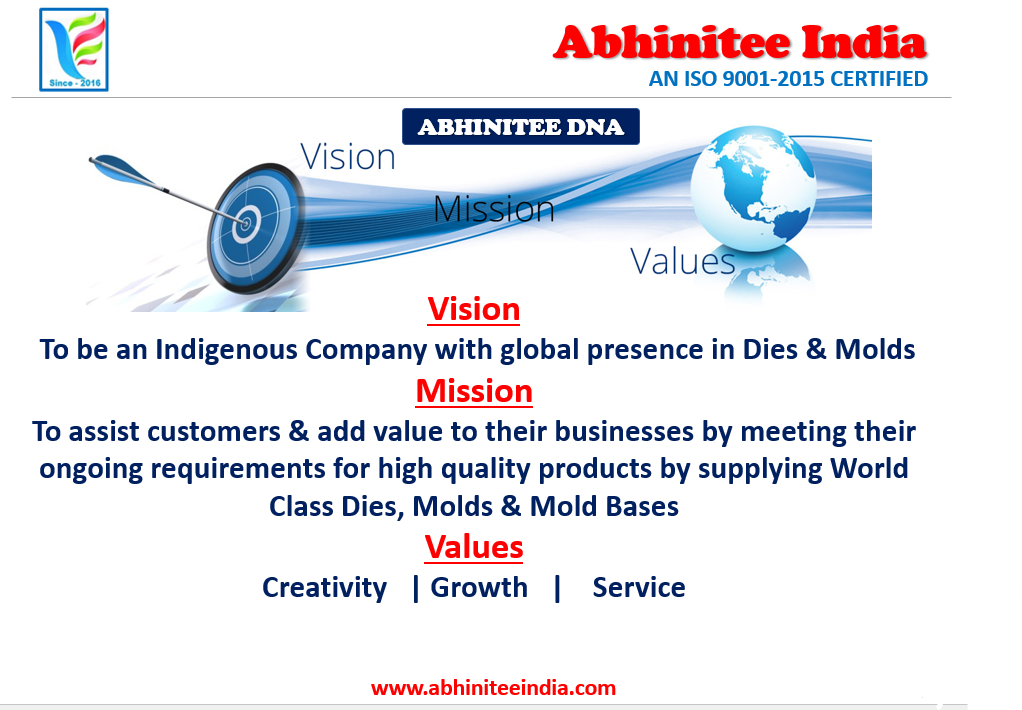 Since - 2016
Abhinitee India
AN ISO 9001-2015 CERTIFIED
ABHINITEE DNA
Vision
Mission
Values
Vision
To be an Indigenous Company with global presence in Dies & Molds
Mission
To assist customers & add value to their businesses by meeting their
ongoing requirements for high quality products by supplying World
Class Dies, Molds & Mold Bases
Values
Creativity | Growth | Service
www.abhiniteeindia.com